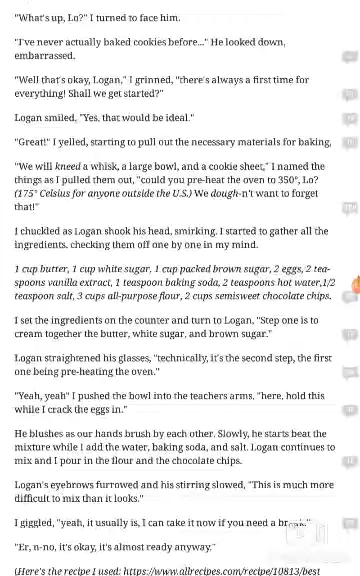 "What's up, Lo?" I turned to face him.
"I've never actually baked cookies before..." He looked down,
embarrassed.
"Well that's okay, Logan," I grinned, "there's always a first time for
everything! Shall we get started?"
Logan smiled, "Yes, that would be ideal."
"Great!" I yelled, starting to pull out the necessary materials for baking,
"We will kneed a whisk, a large bowl, and a cookie sheet," I named the
things as I pulled them out, "could you pre-heat the oven to 350°, Lo?
(175° Celsius for anyone outside the U.S.) We dough-n't want to forget
that!"
I chuckled as Logan shook his head, smirking. I started to gather all the
ingredients. checking them off one by one in my mind.
1 cup butter, 1 cup white sugar, 1 cup packed brown sugar, 2 eggs, 2 tea-
spoons vanilla extract, 1 teaspoon baking soda, 2 teaspoons hot water,1/2
teaspoon salt, 3 cups all-purpose flour, 2 cups semisweet chocolate chips.
I set the ingredients on the counter and turn to Logan, "Step one is to
cream together the butter, white sugar, and brown sugar."
Logan straightened his glasses, "technically, it's the second step, the first
one being pre-heating the oven."
"Yeah, yeah" I pushed the bowl into the teachers arms, "here, hold this
while I crack the eggs in."
He blushes as our hands brush by each other. Slowly, he starts beat the
mixture while I add the water, baking soda, and salt. Logan continues to
mix and I pour in the flour and the chocolate chips.
Logan's eyebrows furrowed and his stirring slowed, "This is much more
difficult to mix than it looks."
I giggled, "yeah, it usually is, I can take it now if you need a break."
"Er, n-no, it's okay, it's almost ready anyway."
(Here's the recipe I used: https://www.allrecipes.com/recipe/10813/best